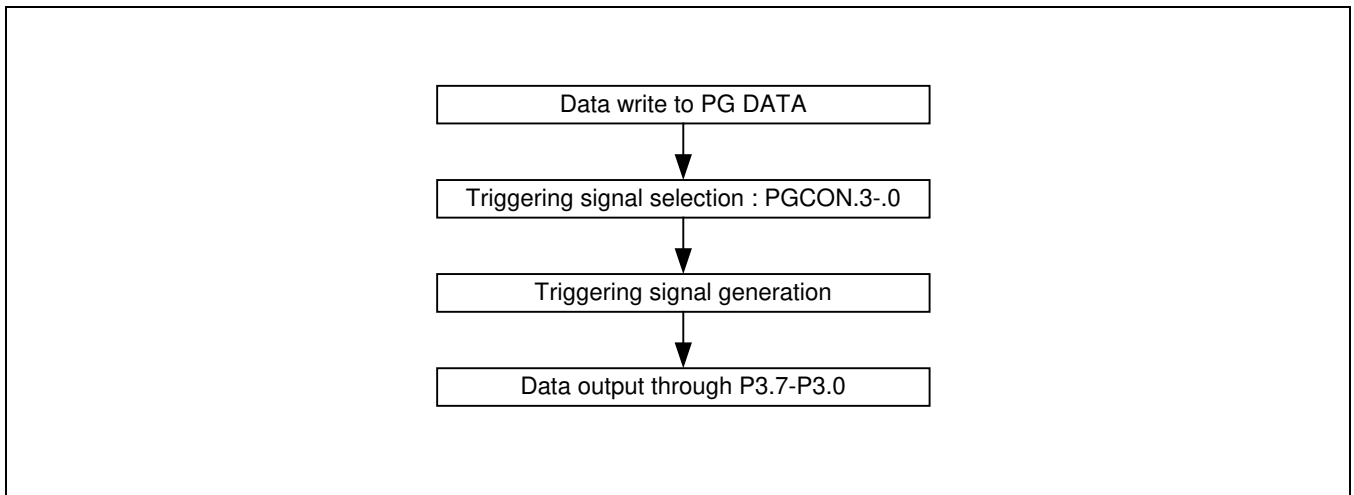 Data write to PG DATA
Triggering signal selection : PGCON.3-.0
Triggering signal generation
Data output through P3.7-P3.0